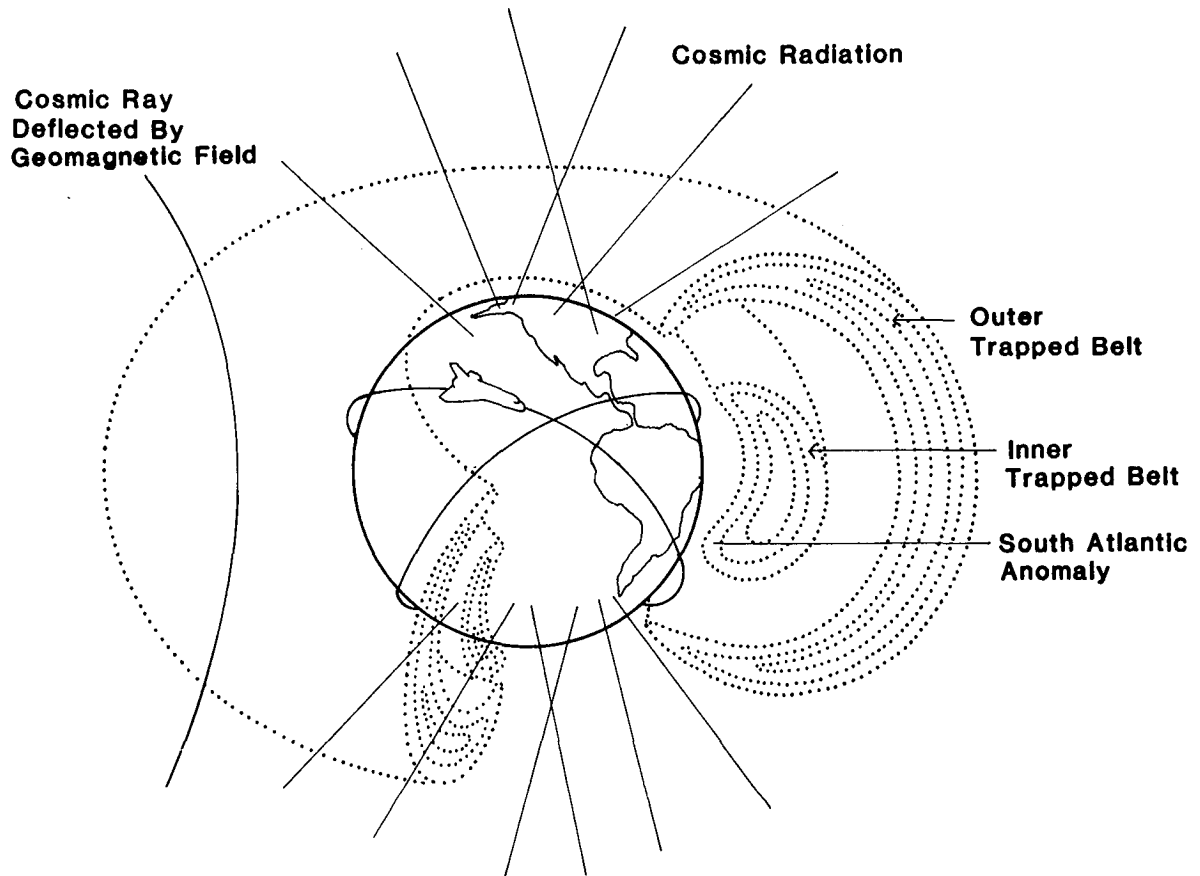 Cosmic Radiation
Cosmic Ray
Deflected By
Geomagnetic Field
Outer
Trapped Belt
Inner
Trapped Belt
South Atlantic
Anomaly